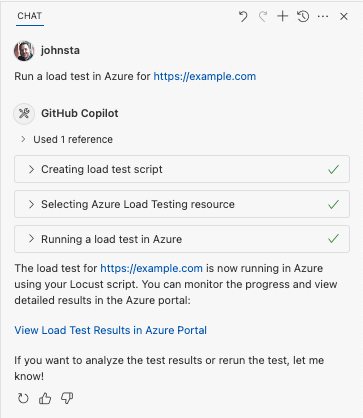 CHAT
johnsta
Run a load test in Azure for https://example.com
GitHub Copilot
Used 1 reference
Creating load test script
Selecting Azure Load Testing resource
Running a load test in Azure
The load test for https://example.com is now running in Azure
using your Locust script. You can monitor the progress and view
detailed results in the Azure portal:
View Load Test Results in Azure Portal
If you want to analyze the test results or rerun the test, let me
know!